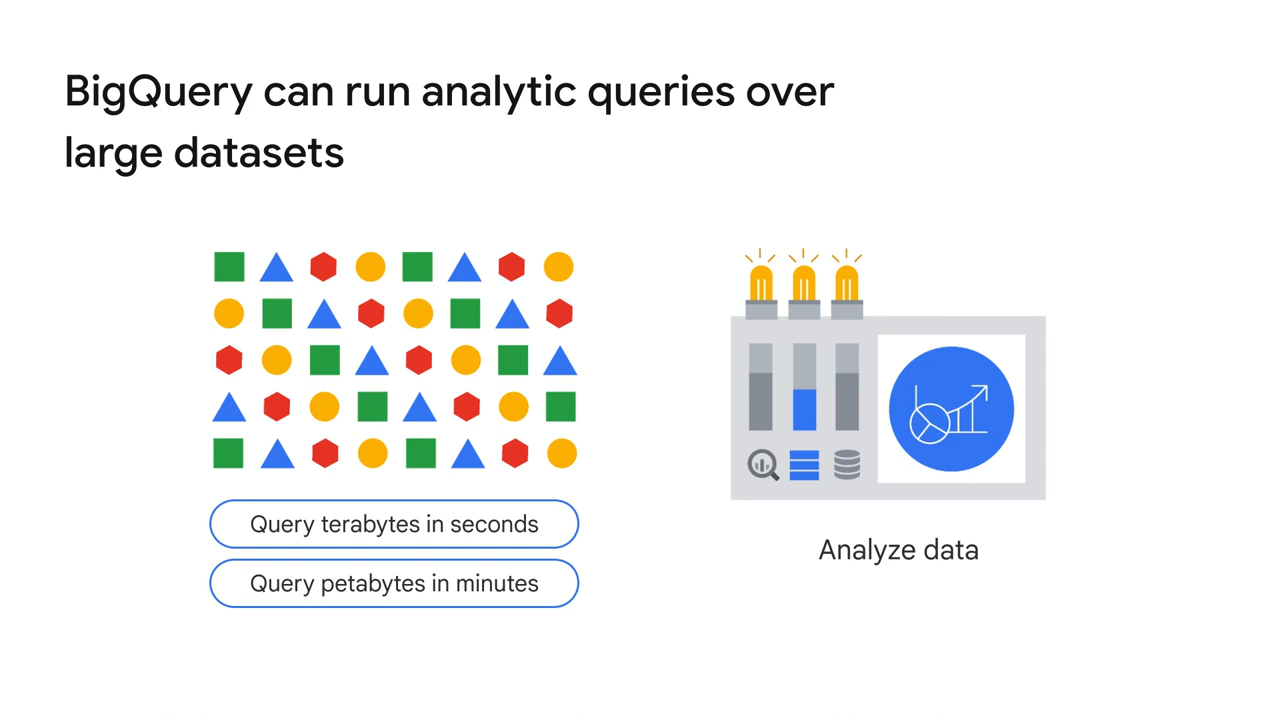 BigQuery can run analytic queries over
large datasets
Query terabytes in seconds
Query petabytes in minutes
Analyze data